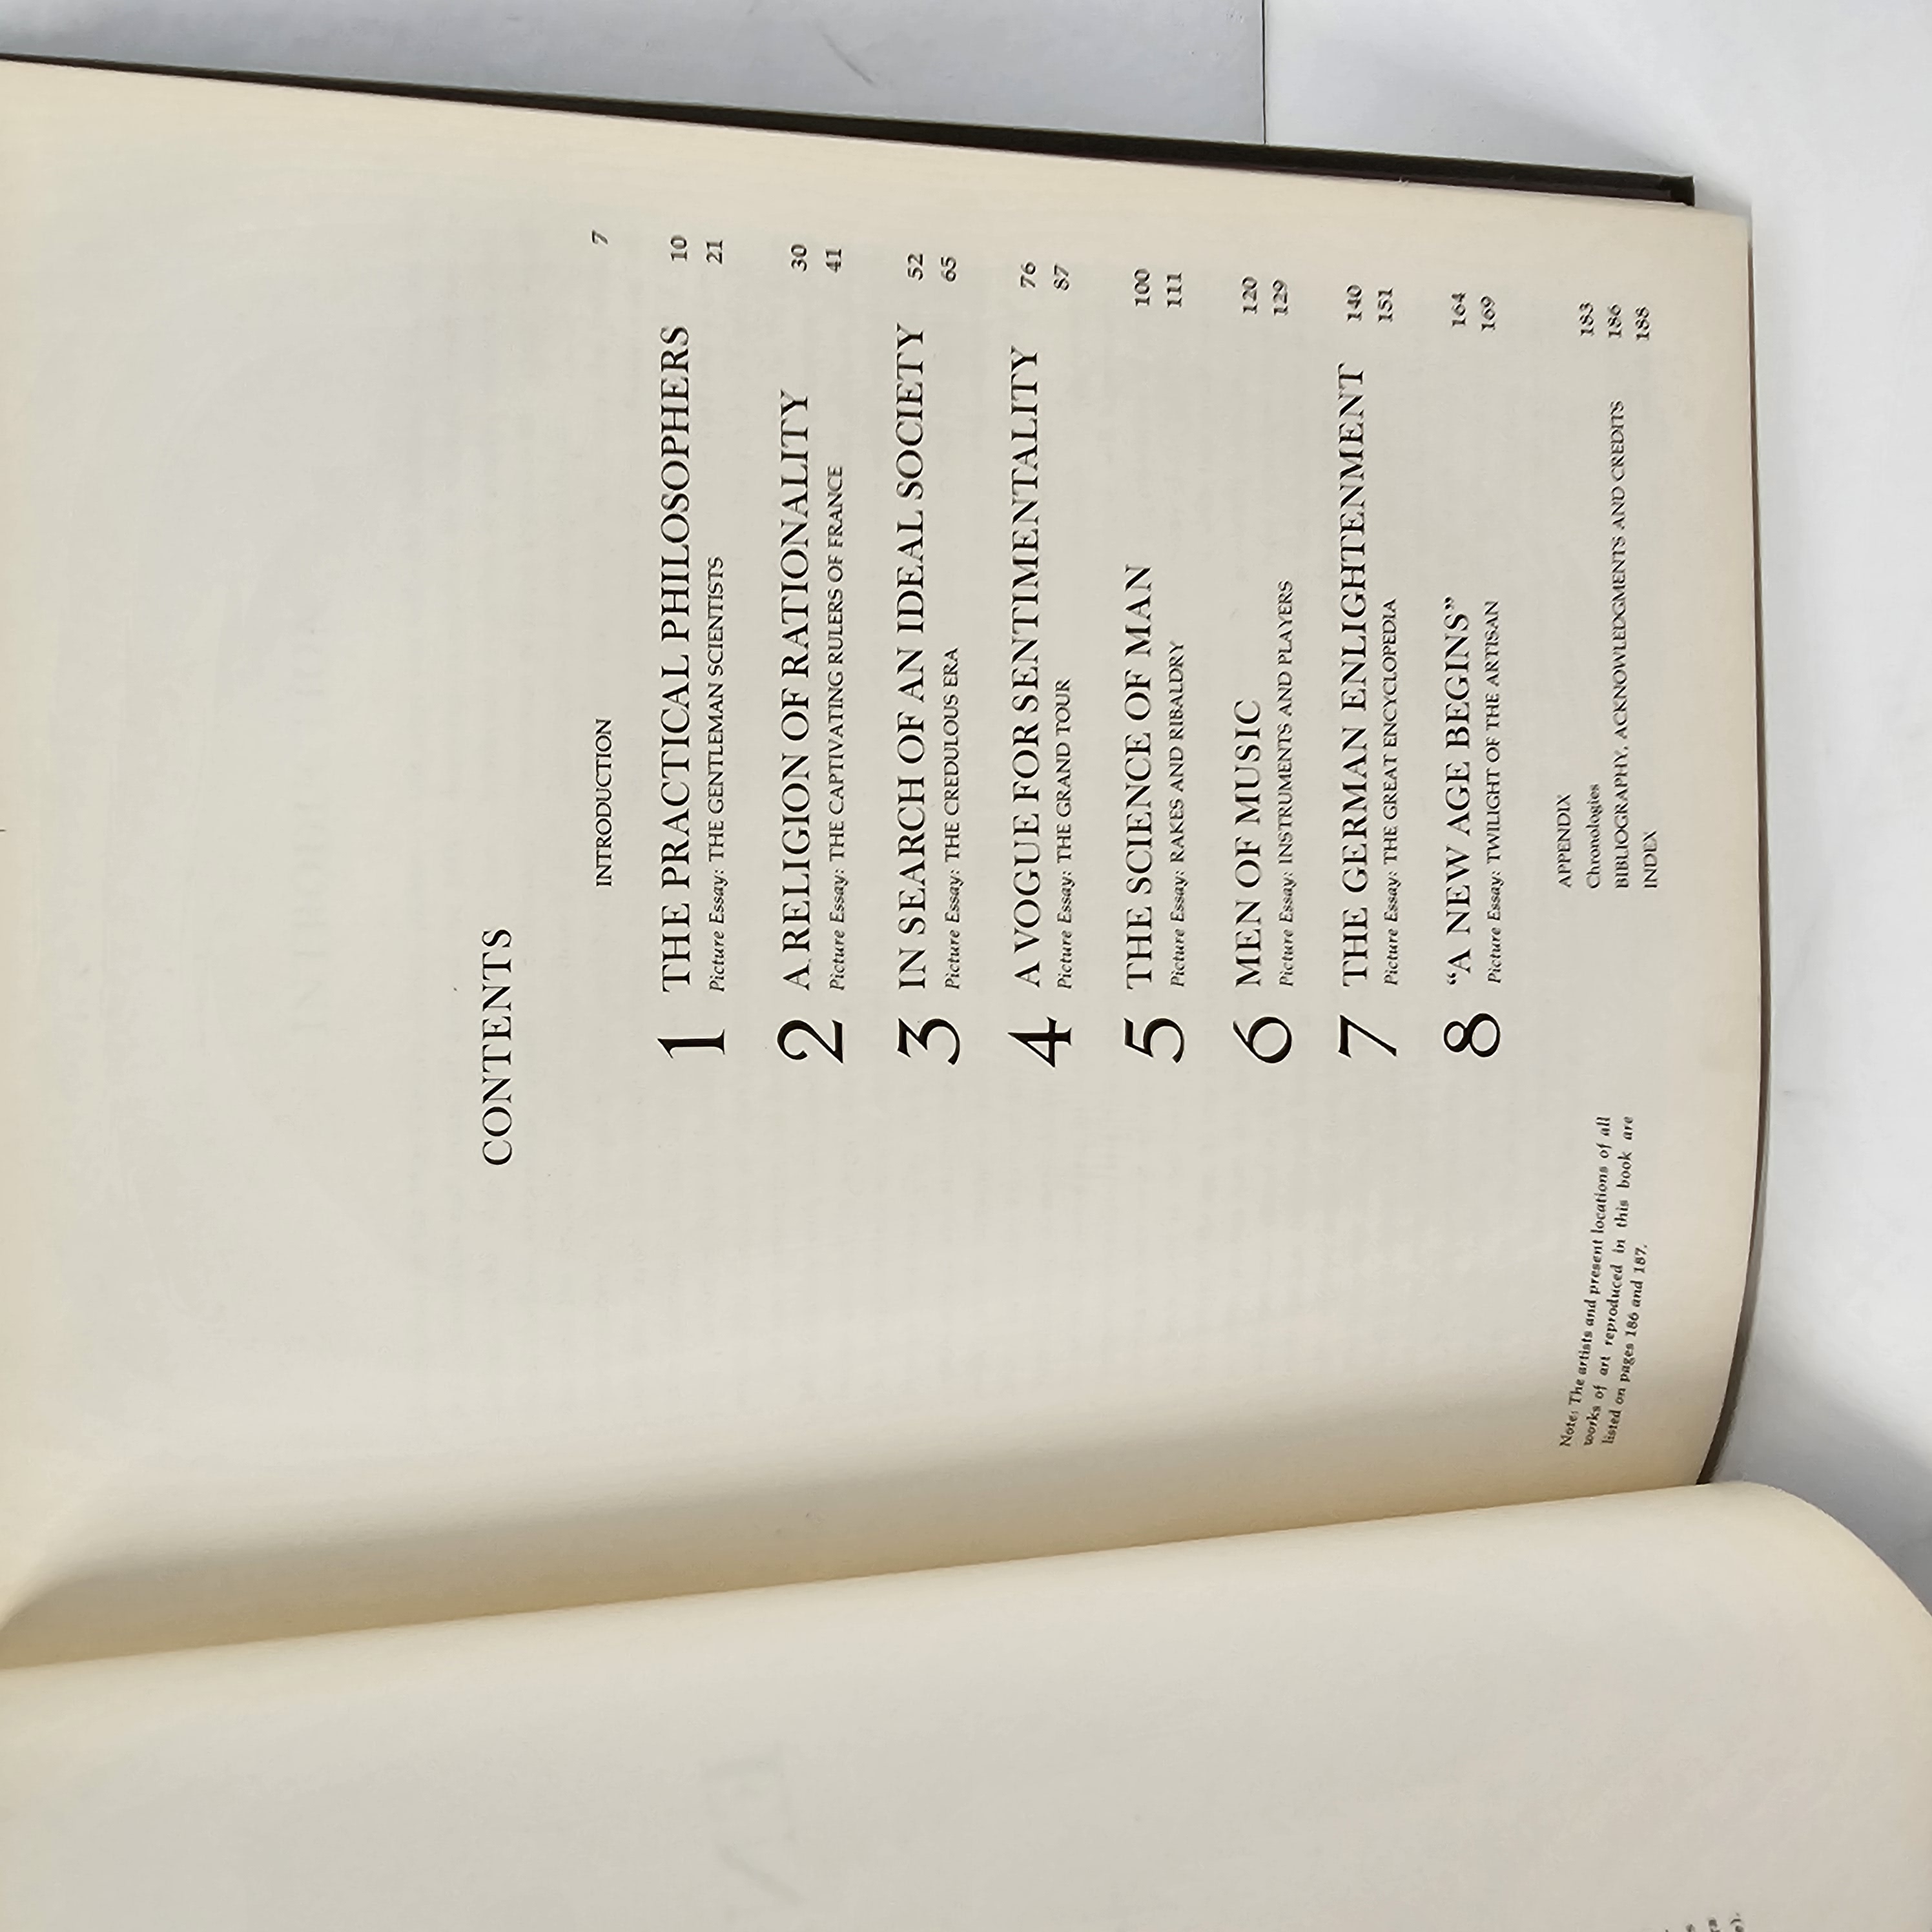 CONTENTS
INTRODUCTION 7
1 THE PRACTICAL PHILOSOPHERS 10
Picture Essay: THE GENTLEMAN SCIENTISTS 21
2 A RELIGION OF RATIONALITY 30
Picture Essay: THE CAPTIVATING RULERS OF FRANCE 41
3 IN SEARCH OF AN IDEAL SOCIETY 52
Picture Essay: THE CREDULOUS ERA 65
4 A VOGUE FOR SENTIMENTALITY 76
Picture Essay: THE GRAND TOUR 87
5 THE SCIENCE OF MAN 100
Picture Essay: RAKES AND RIBALDRY 111
6 MEN OF MUSIC 120
Picture Essay: INSTRUMENTS AND PLAYERS 129
7 THE GERMAN ENLIGHTENMENT 140
Picture Essay: THE GREAT ENCYCLOPEDIA 151
8 “A NEW AGE BEGINS” 164
Picture Essay: TWILIGHT OF THE ARTISAN 169
APPENDIX
Chronologies 183
BIBLIOGRAPHY, ACKNOWLEDGMENTS AND CREDITS 186
INDEX 188
Note: The artists and present locations of all
works of art reproduced in this book are
listed on pages 186 and 187.